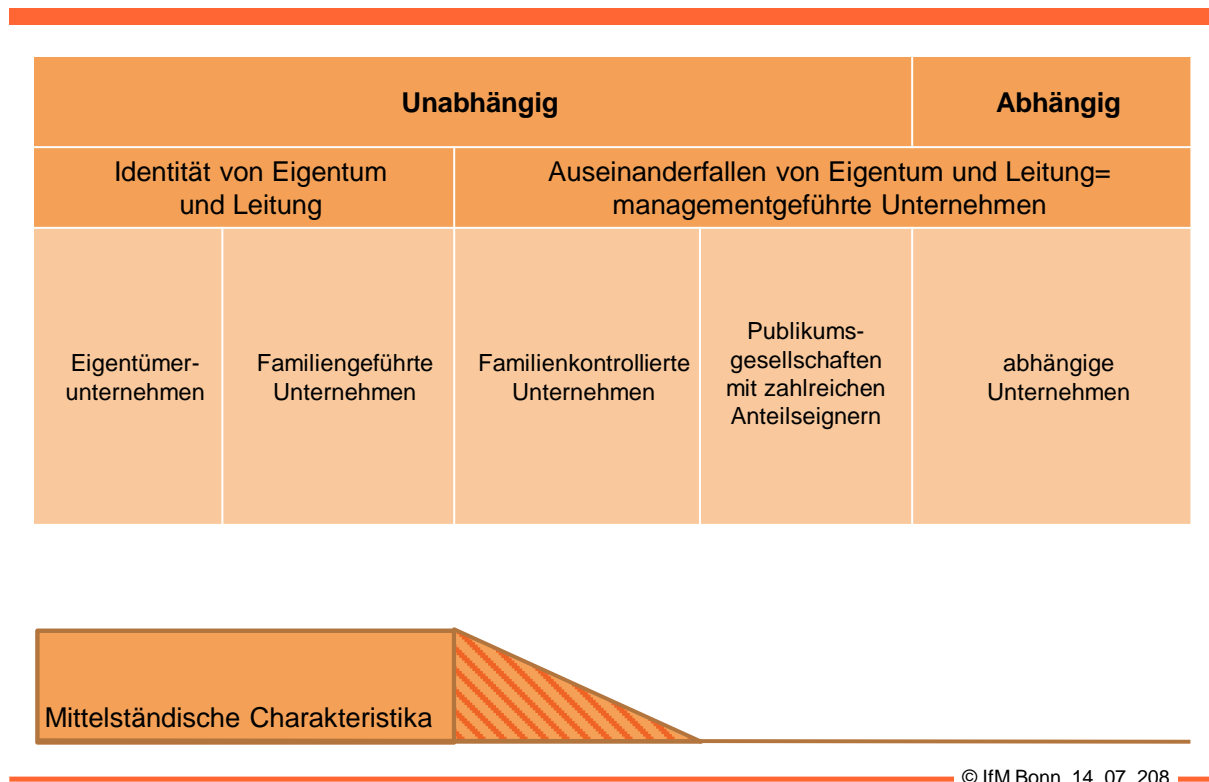 Unabhängig
Abhängig
Identität von Eigentum
und Leitung
Auseinanderfallen von Eigentum und Leitung=
managementgeführte Unternehmen
Eigentümer-
unternehmen
Familiengeführte
Unternehmen
Familienkontrollierte
Unternehmen
Publikums-
gesellschaften
mit zahlreichen
Anteilseignern
abhängige
Unternehmen
Mittelständische Charakteristika
© IfM Bonn 14 07 208